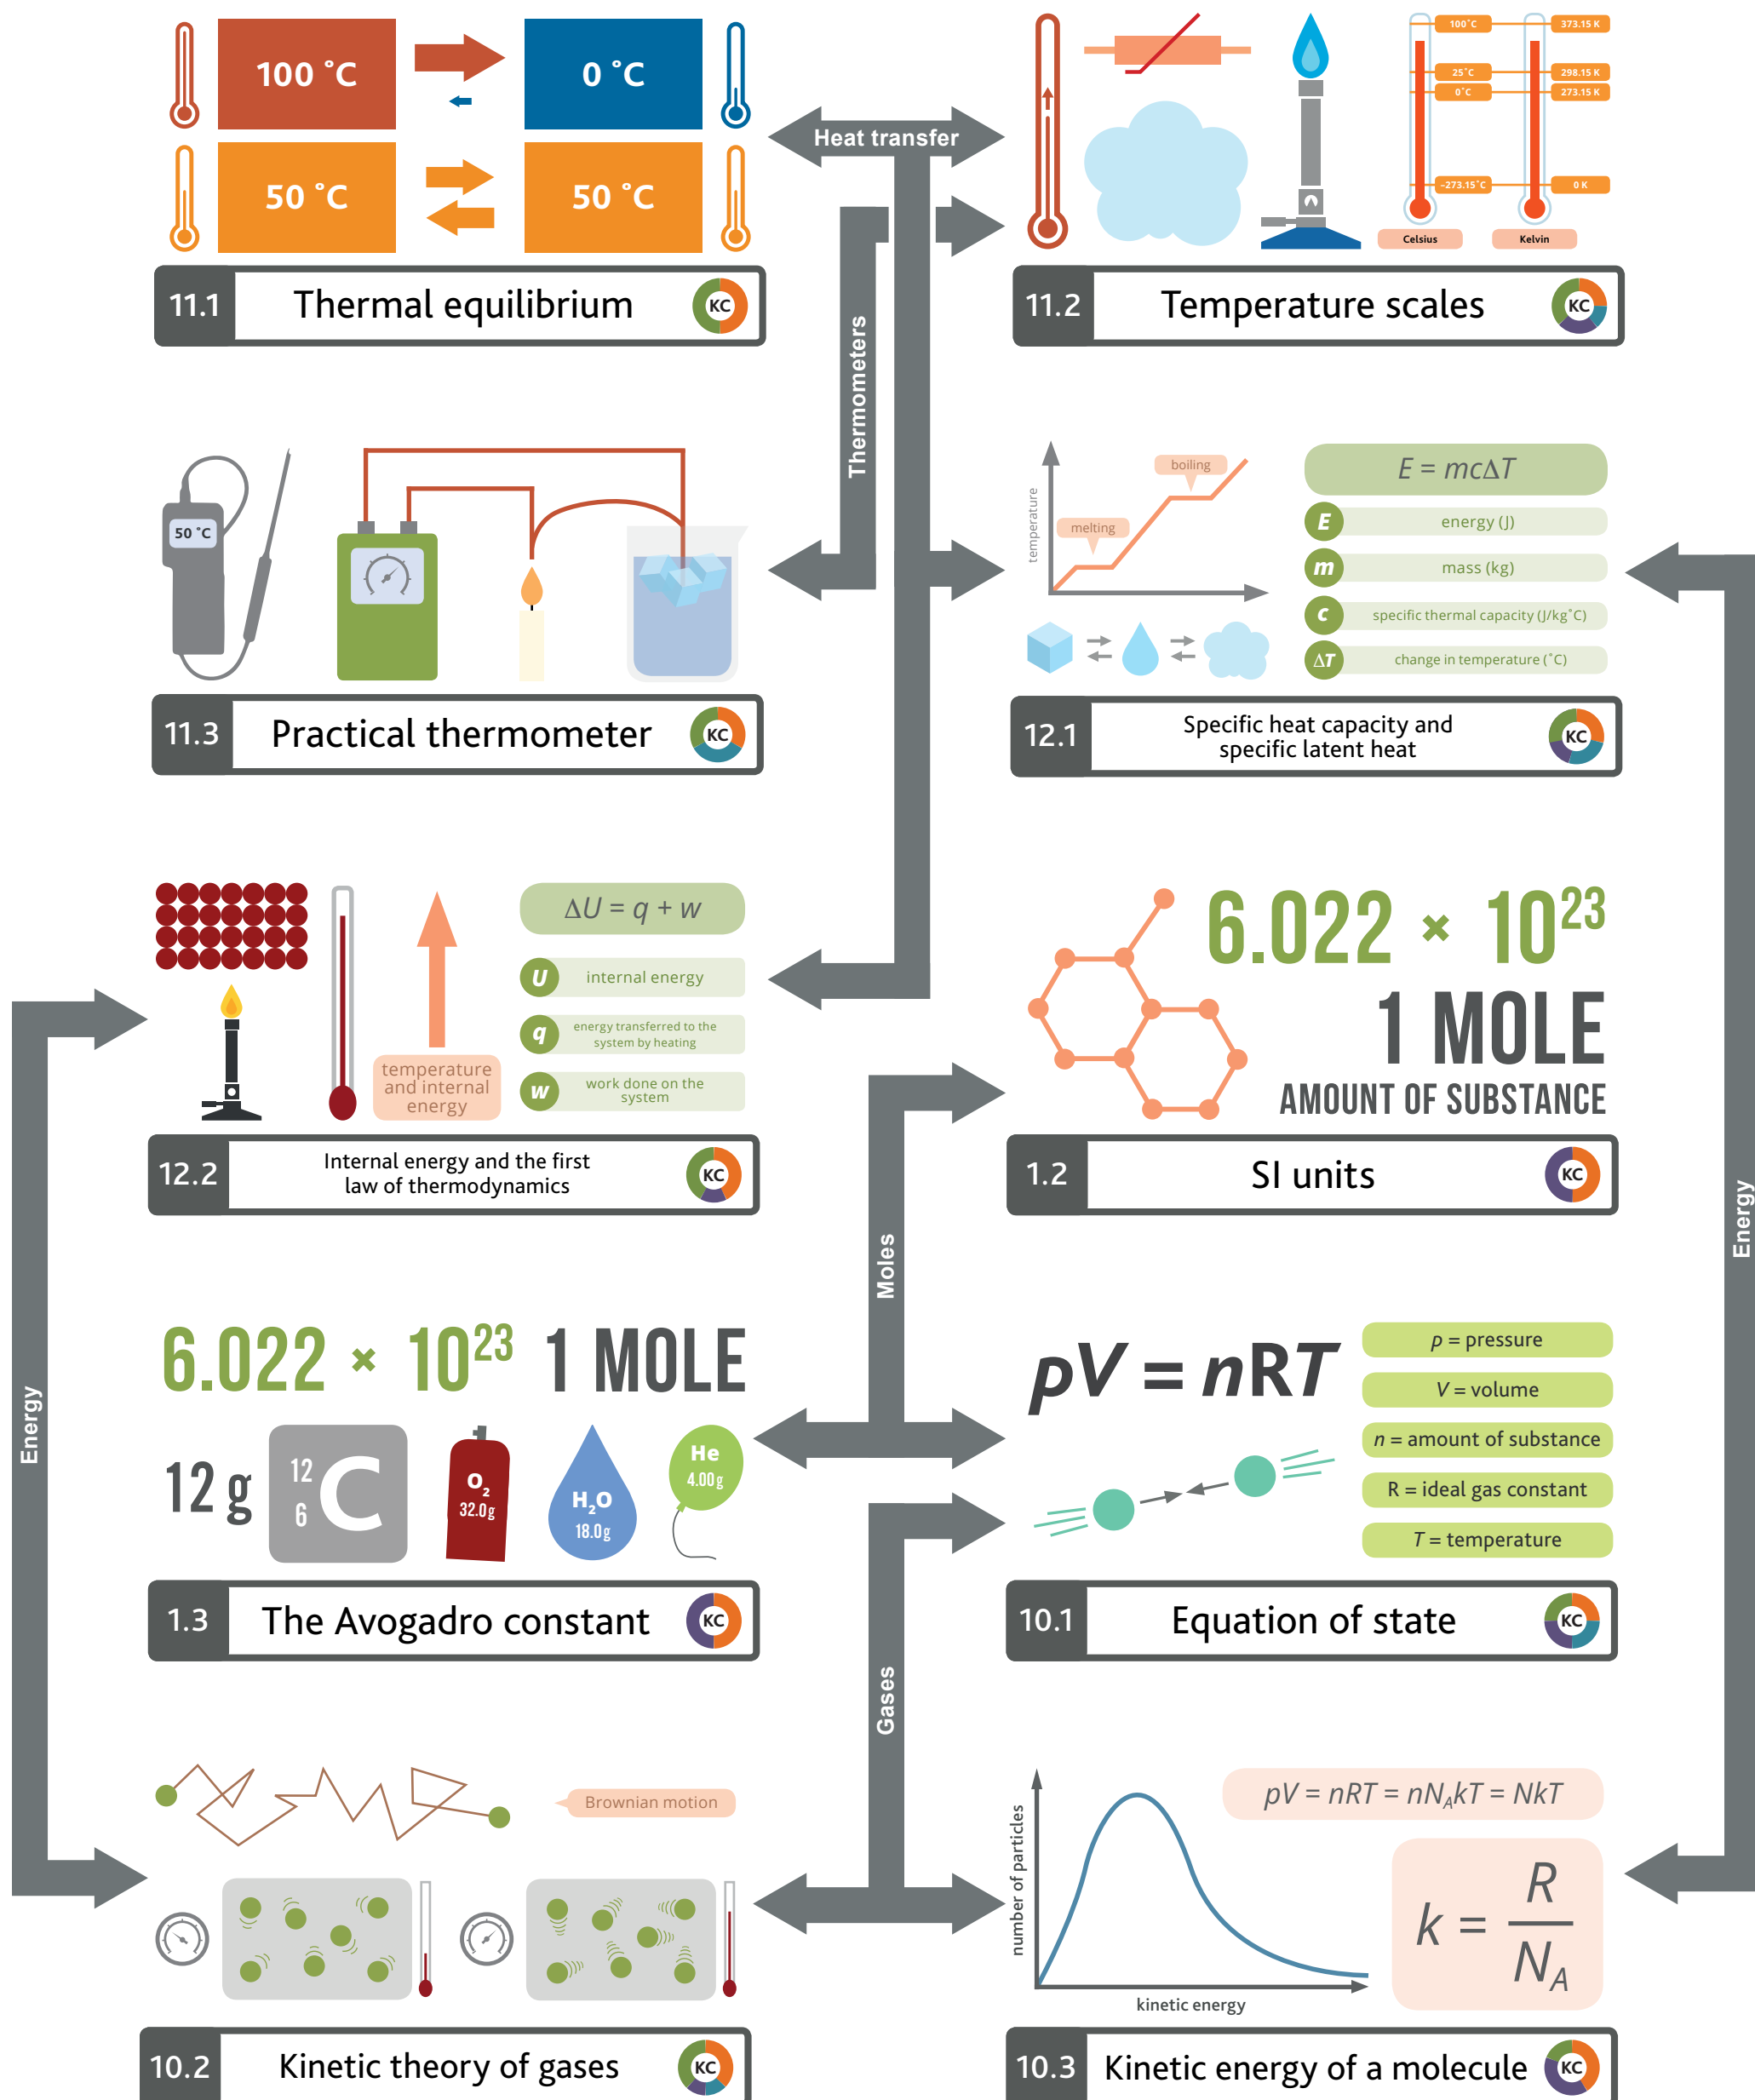 100 °C
0 °C
50 °C
50 °C
11.1
Thermal equilibrium
KC
Heat transfer
100˚C
373.15 K
25˚C
298.15 K
0˚C
273.15 K
–273.15˚C
0 K
Celsius
Kelvin
11.2
Temperature scales
KC
Thermometers
50 ˚C
11.3
Practical thermometer
KC
temperature
boiling
melting
E = mcΔT
E
energy (J)
m
mass (kg)
c
specific thermal capacity (J/kg˚C)
ΔT
change in temperature (˚C)
12.1
Specific heat capacity and
specific latent heat
KC
temperature
and internal
energy
ΔU = q + w
U
internal energy
q
energy transferred to the
system by heating
w
work done on the
system
12.2
Internal energy and the first
law of thermodynamics
KC
6.022 × 10²³
1 MOLE
AMOUNT OF SUBSTANCE
1.2
SI units
KC
Energy
Energy
Moles
6.022 × 10²³ 1 MOLE
12 g
12
6
C
O₂
32.0g
H₂O
18.0g
He
4.00g
1.3
The Avogadro constant
KC
pV = nRT
p = pressure
V = volume
n = amount of substance
R = ideal gas constant
T = temperature
10.1
Equation of state
KC
Gases
Brownian motion
10.2
Kinetic theory of gases
KC
number of particles
kinetic energy
pV = nRT = nN_AkT = NkT
k = R/N_A
10.3
Kinetic energy of a molecule
KC